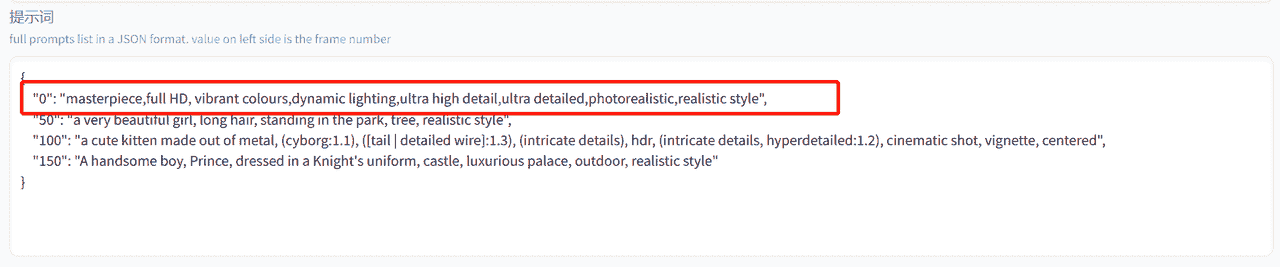 提示词
full prompts list in a JSON format. value on left side is the frame number
{
"0": "masterpiece,full HD, vibrant colours,dynamic lighting,ultra high detail,ultra detailed,photorealistic,realistic style",
"50": "a very beautiful girl, long hair, standing in the park, tree, realistic style",
"100": "a cute kitten made out of metal, (cyborg:1.1), ([tail | detailed wire]:1.3), (intricate details), hdr, (intricate details, hyperdetailed:1.2), cinematic shot, vignette, centered",
"150": "A handsome boy, Prince, dressed in a Knight's uniform, castle, luxurious palace, outdoor, realistic style"
}